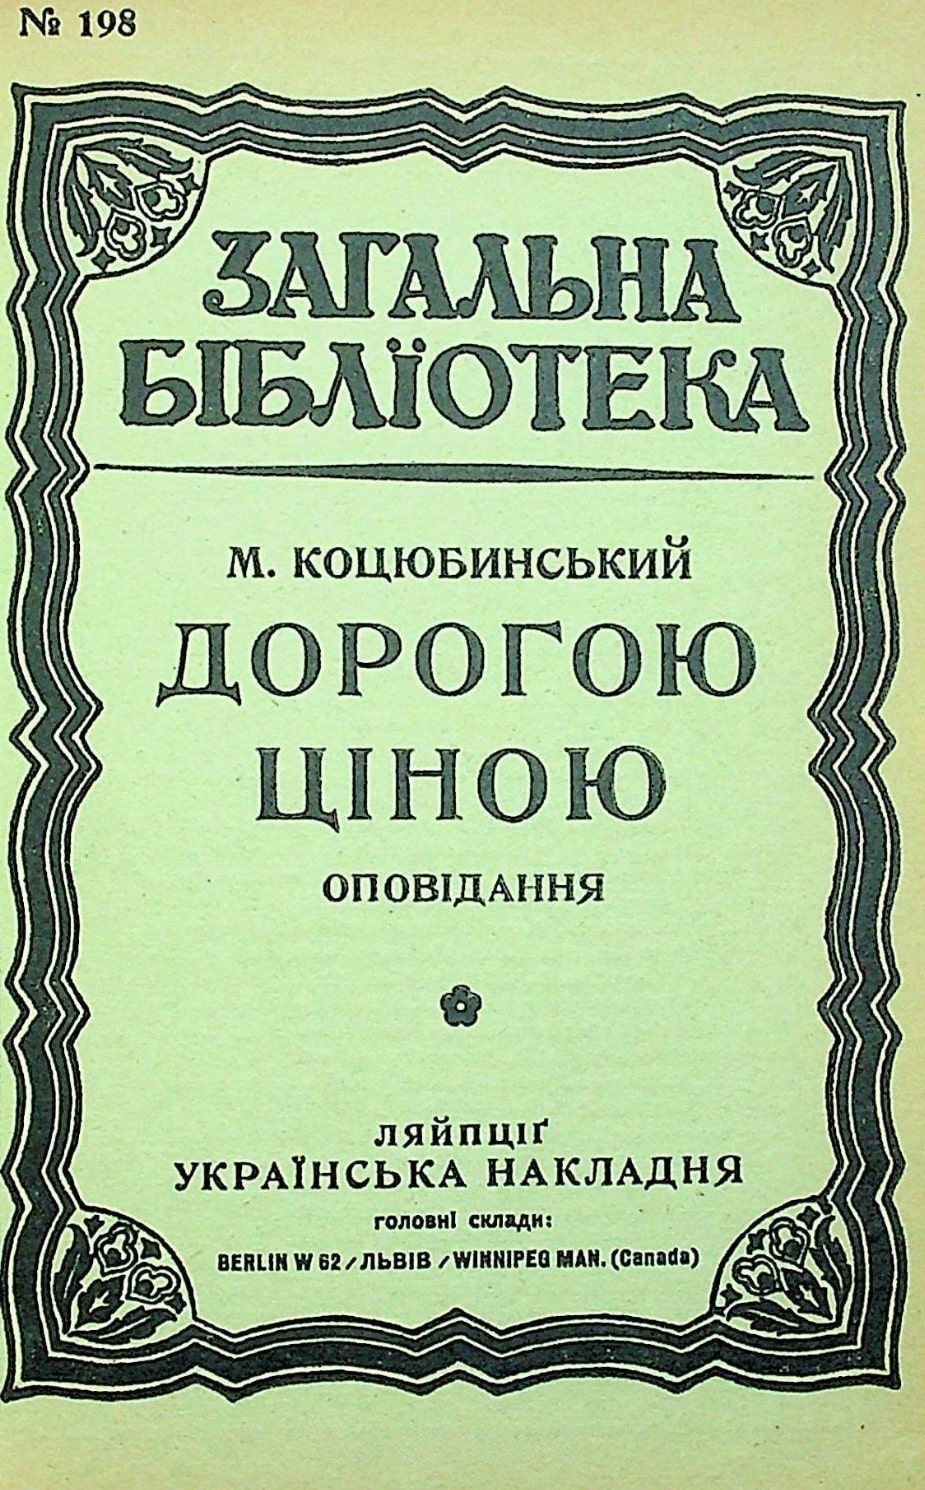 № 198
ЗАГАЛЬНА
БІБЛЇОТЕКА
М. КОЦЮБИНСЬКИЙ
ДОРОГОЮ
ЦІНОЮ
ОПОВІДАННЯ
ЛЯЙПЦІҐ
УКРАЇНСЬКА НАКЛАДНЯ
ГОЛОВНІ СКЛАДИ:
BERLIN W 62 / ЛЬВІВ / WINNIPEG MAN. (Canada)